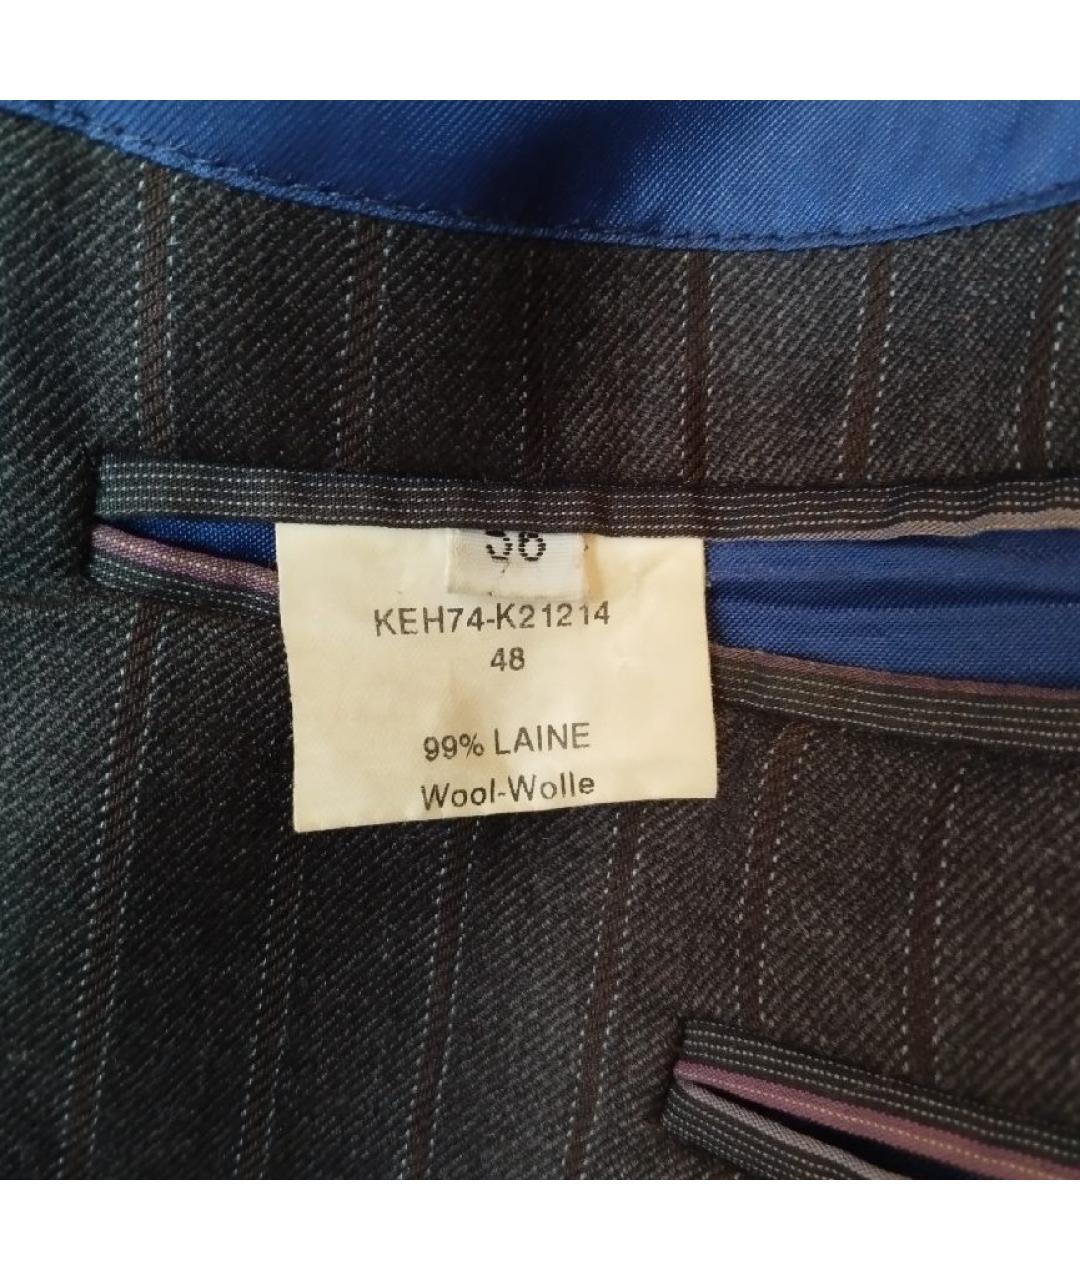 56
KEH74-K21214
48
99% LAINE
Wool-Wolle